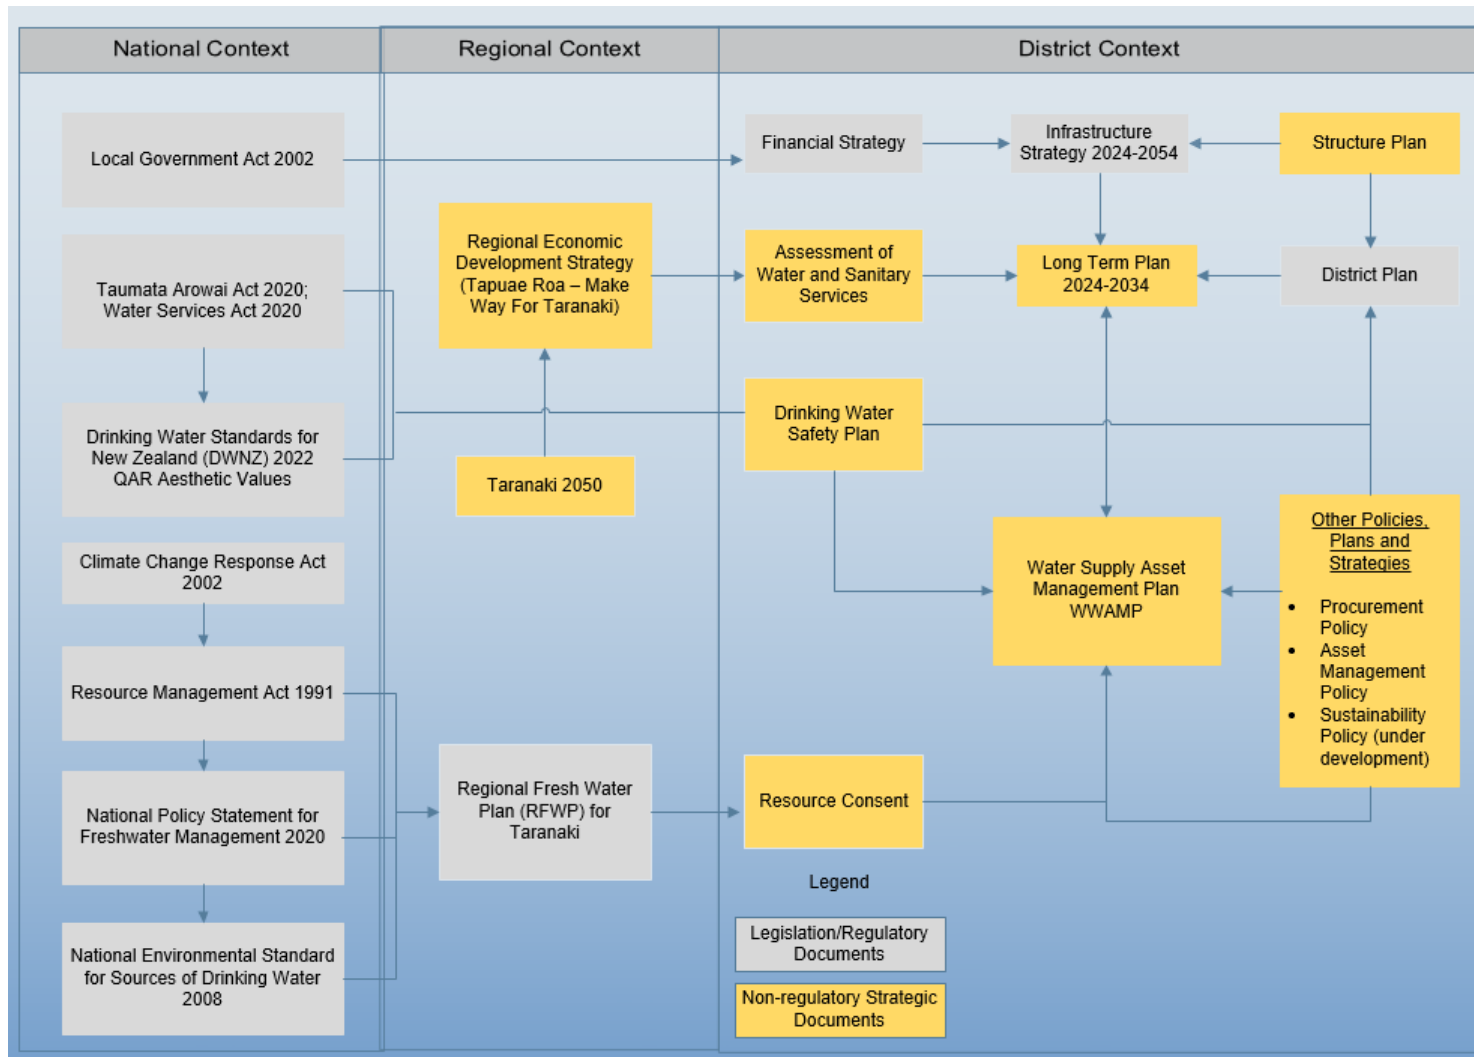 National Context
Regional Context
District Context
Local Government Act 2002
Taumata Arowai Act 2020;
Water Services Act 2020
Drinking Water Standards for
New Zealand (DWNZ) 2022
QAR Aesthetic Values
Climate Change Response Act
2002
Resource Management Act 1991
National Policy Statement for
Freshwater Management 2020
National Environmental Standard
for Sources of Drinking Water
2008
Regional Economic
Development Strategy
(Tapuae Roa – Make
Way For Taranaki)
Taranaki 2050
Regional Fresh Water
Plan (RFWP) for
Taranaki
Financial Strategy
Infrastructure
Strategy 2024-2054
Structure Plan
Assessment of
Water and Sanitary
Services
Long Term Plan
2024-2034
District Plan
Drinking Water
Safety Plan
Water Supply Asset
Management Plan
WWAMP
Other Policies,
Plans and
Strategies
• Procurement
Policy
• Asset
Management
Policy
• Sustainability
Policy (under
development)
Resource Consent
Legend
Legislation/Regulatory
Documents
Non-regulatory Strategic
Documents